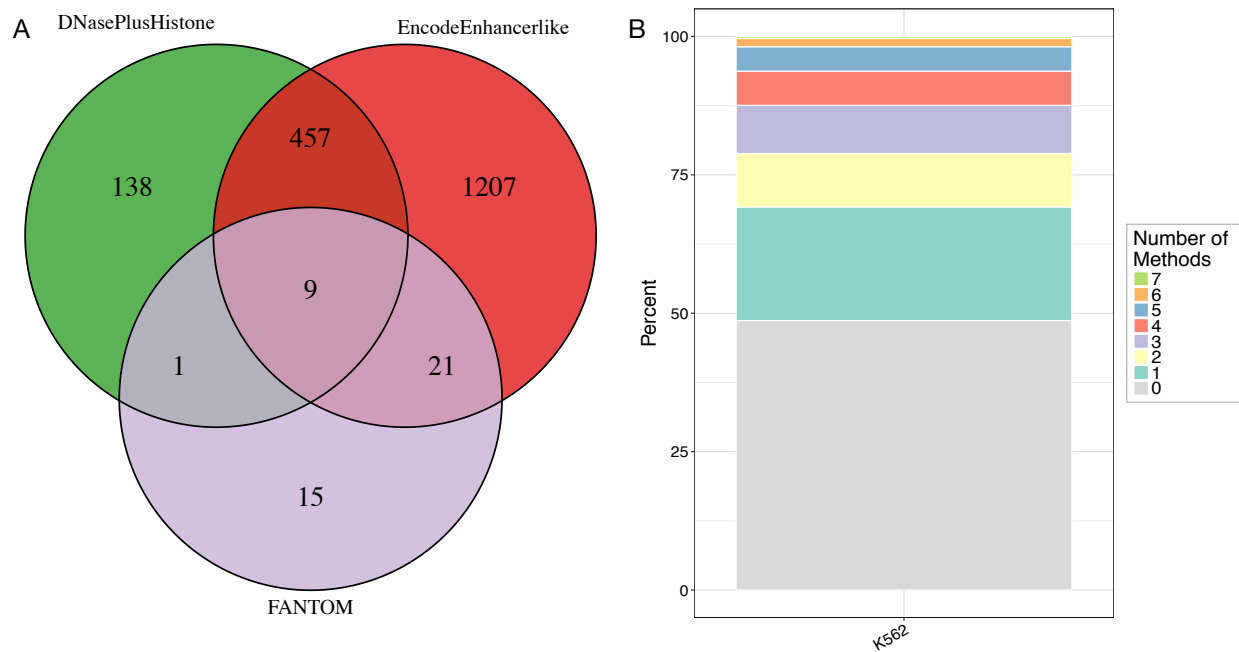 A
DNasePlusHistone
EncodeEnhancerlike
138
457
1207
9
1
21
15
FANTOM
B
100
75
50
25
0
Percent
K562
Number of
Methods
7
6
5
4
3
2
1
0